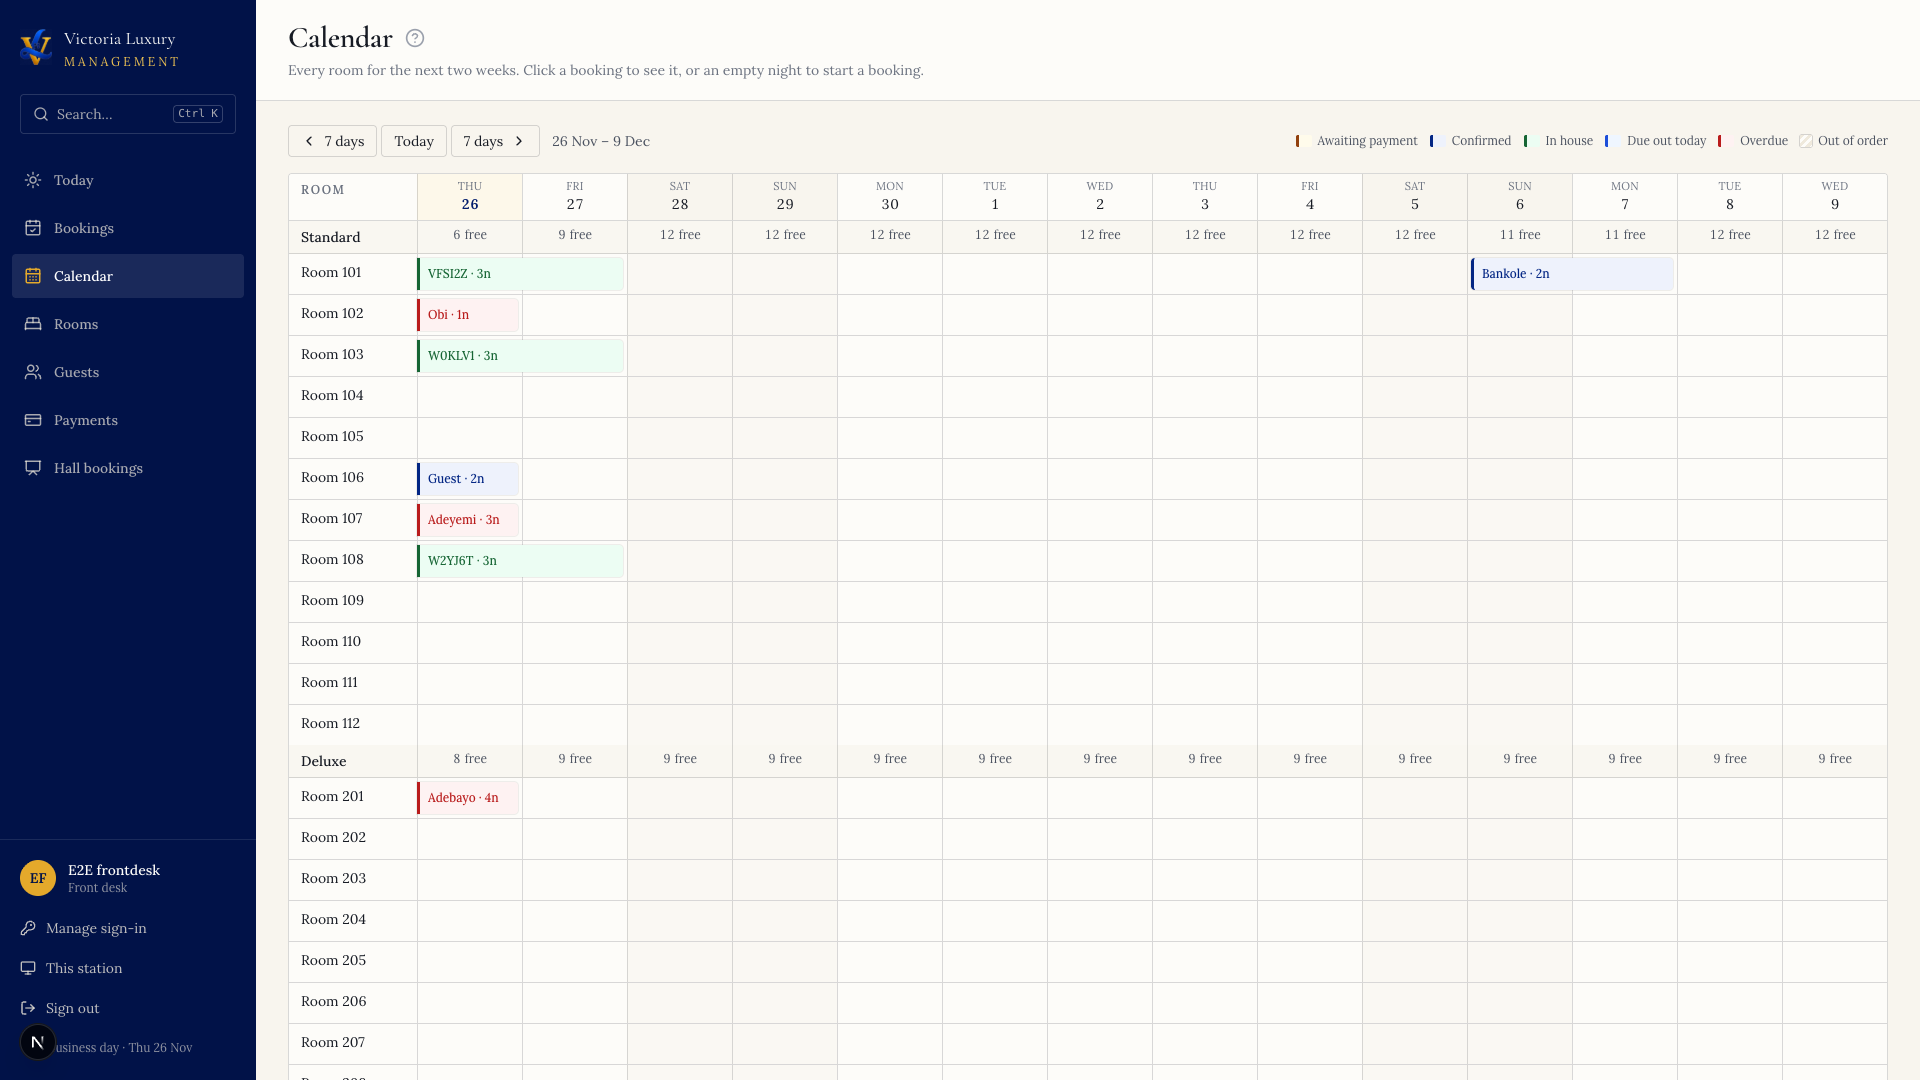 Victoria Luxury
MANAGEMENT
Search...
Ctrl K
Today
Bookings
Calendar
Rooms
Guests
Payments
Hall bookings
E2E frontdesk
EF
Front desk
Manage sign-in
This station
Sign out
N
usiness day · Thu 26 Nov
Calendar ?
Every room for the next two weeks. Click a booking to see it, or an empty night to start a booking.
7 days Today 7 days 26 Nov – 9 Dec
Awaiting payment Confirmed In house Due out today Overdue Out of order
ROOM THU FRI SAT SUN MON TUE WED THU FRI SAT SUN MON TUE WED
26 27 28 29 30 1 2 3 4 5 6 7 8 9
Standard 6 free 9 free 12 free 12 free 12 free 12 free 12 free 12 free 12 free 12 free 11 free 11 free 12 free 12 free
Room 101 VFSI2Z · 3n Bankole · 2n
Room 102 Obi · 1n
Room 103 W0KLV1 · 3n
Room 104
Room 105
Room 106 Guest · 2n
Room 107 Adeyemi · 3n
Room 108 W2YJ6T · 3n
Room 109
Room 110
Room 111
Room 112
Deluxe 8 free 9 free 9 free 9 free 9 free 9 free 9 free 9 free 9 free 9 free 9 free 9 free 9 free 9 free
Room 201 Adebayo · 4n
Room 202
Room 203
Room 204
Room 205
Room 206
Room 207